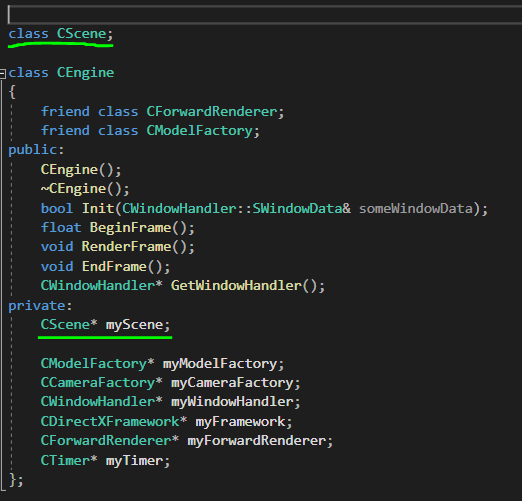 class CScene;
class CEngine
{
friend class CForwardRenderer;
friend class CModelFactory;
public:
CEngine();
~CEngine();
bool Init(CWindowHandler::SWindowData& someWindowData);
float BeginFrame();
void RenderFrame();
void EndFrame();
CWindowHandler* GetWindowHandler();
private:
CScene* myScene;
CModelFactory* myModelFactory;
CCameraFactory* myCameraFactory;
CWindowHandler* myWindowHandler;
CDirectXFramework* myFramework;
CForwardRenderer* myForwardRenderer;
CTimer* myTimer;
};